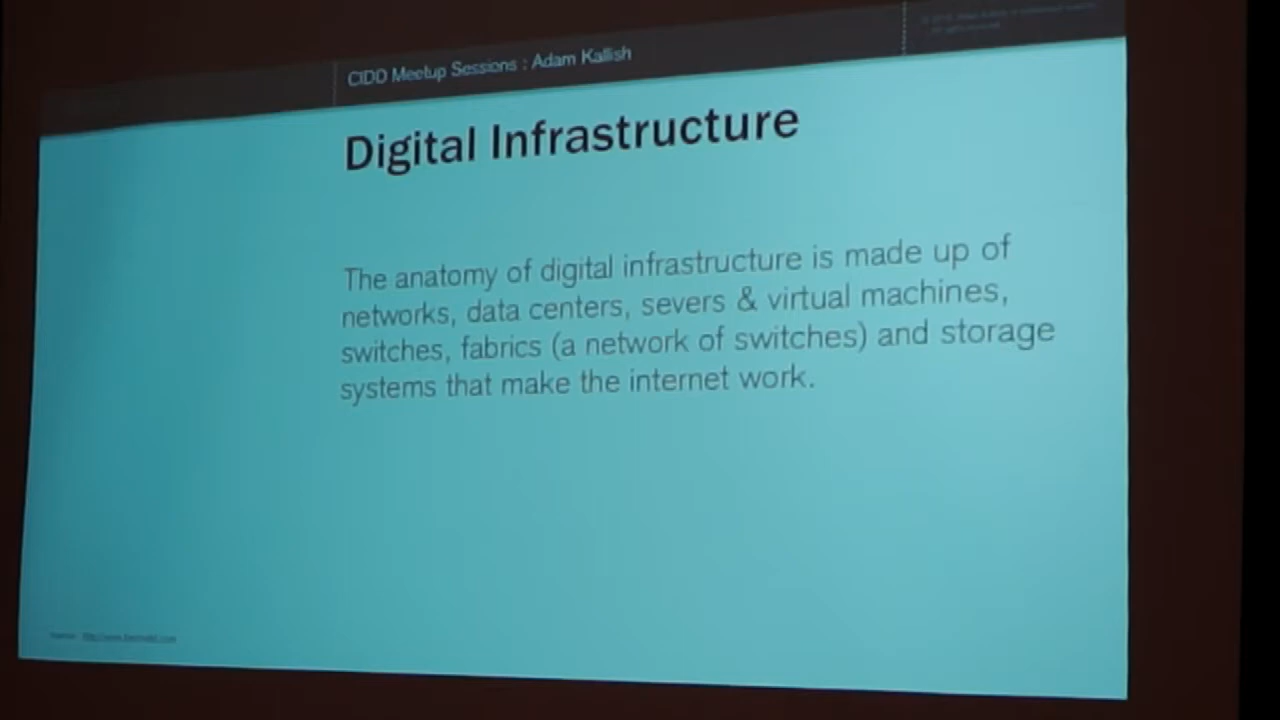 CIDD Meetup Sessions : Adam Kallish
Digital Infrastructure
The anatomy of digital infrastructure is made up of
networks, data centers, severs & virtual machines,
switches, fabrics (a network of switches) and storage
systems that make the internet work.